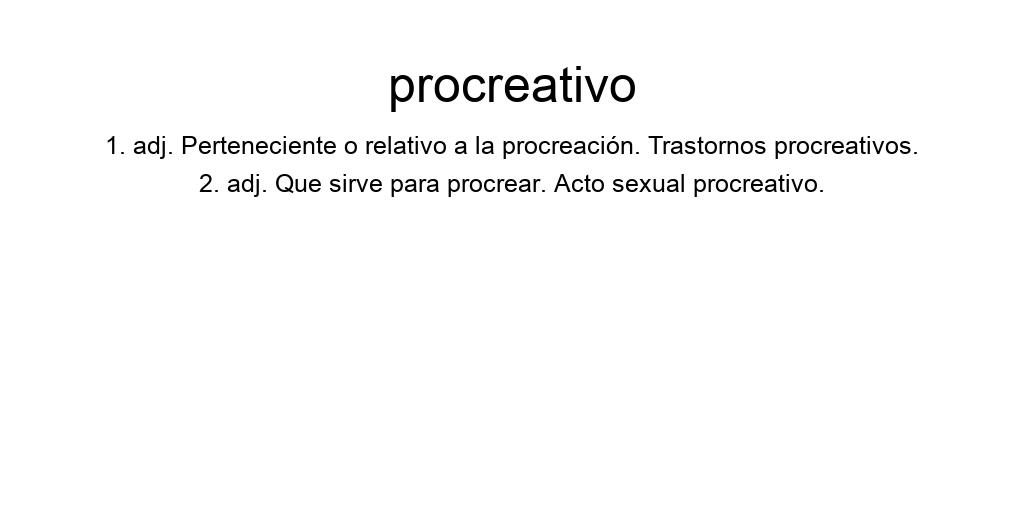 procreativo
1. adj. Perteneciente o relativo a la procreación. Trastornos procreativos.
2. adj. Que sirve para procrear. Acto sexual procreativo.